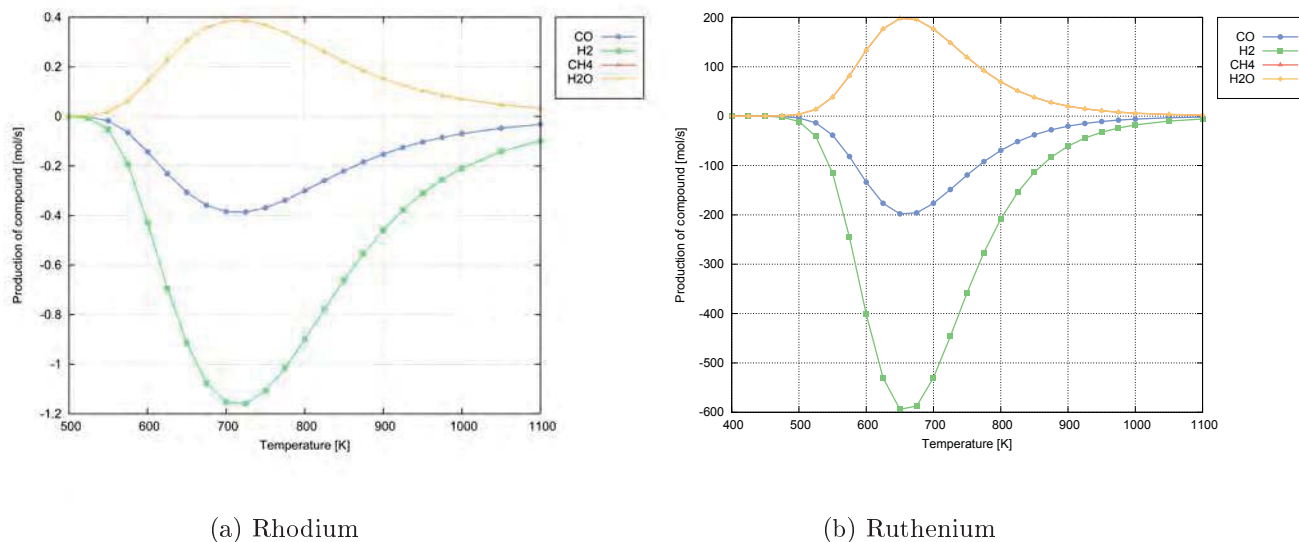 0.4
0.2
0
-0.2
-0.4
-0.6
-0.8
-1
-1.2
500 600 700 800 900 1000 1100
Production of compound [mol/s]
Temperature [K]
CO
H2
CH4
H2O
(a) Rhodium
200
100
0
-100
-200
-300
-400
-500
-600
400 500 600 700 800 900 1000 1100
Production of compound [mol/s]
Temperature [K]
CO
H2
CH4
H2O
(b) Ruthenium